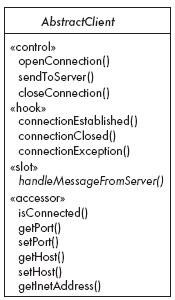 AbstractClient
«control»
openConnection()
sendToServer()
closeConnection()
«hook»
connectionEstablished()
connectionClosed()
connectionException()
«slot»
handleMessageFromServer()
«accessor»
isConnected()
getPort()
setPort()
getHost()
setHost()
getInetAddress()